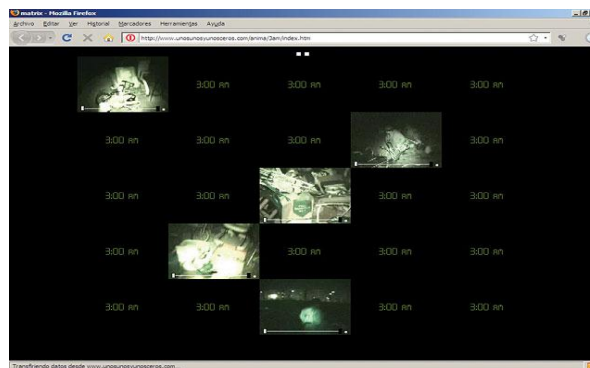 matrix - Mozilla Firefox
Archivo Editar Ver Historial Marcadores Herramientas Ayuda
http://www.unosunosyunosceros.com/anima/3am/index.htm
3:00 AM 3:00 AM 3:00 AM 3:00 AM
3:00 AM 3:00 AM 3:00 AM 3:00 AM
3:00 AM 3:00 AM 3:00 AM 3:00 AM
3:00 AM 3:00 AM 3:00 AM 3:00 AM
3:00 AM 3:00 AM 3:00 AM 3:00 AM
Transfiriendo datos desde www.unosunosyunosceros.com